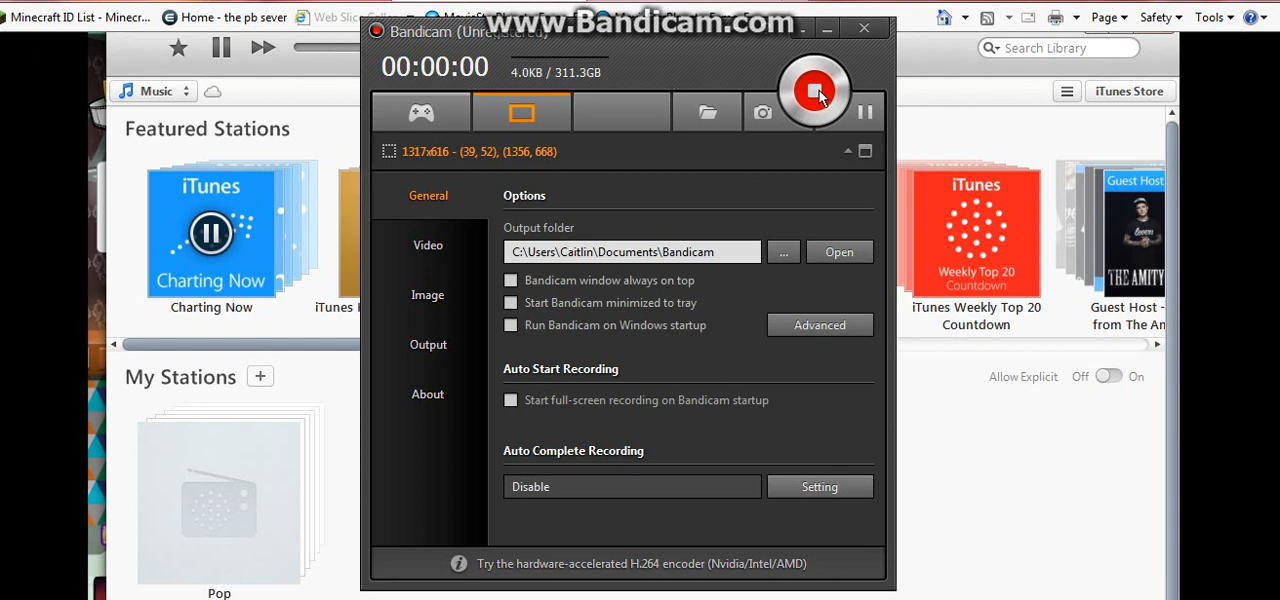 Minecraft ID List - Minecr...
Home - the pb sever
Web Slice
www.Bandicam.com
Page
Safety
Tools
Bandicam (Unregistered)
00:00:00
4.0KB / 311.3GB
Search Library
Music
iTunes Store
1317x616 - (39, 52), (1356, 668)
Featured Stations
General
Video
Image
Output
About
Options
Output folder
C:\Users\Caitlin\Documents\Bandicam
...
Open
Bandicam window always on top
Start Bandicam minimized to tray
Run Bandicam on Windows startup
Advanced
Auto Start Recording
Start full-screen recording on Bandicam startup
Auto Complete Recording
Disable
Setting
Try the hardware-accelerated H.264 encoder (Nvidia/Intel/AMD)
iTunes
Charting Now
Charting Now
iTunes
iTunes
Weekly Top 20
Countdown
iTunes Weekly Top 20
Countdown
Guest Host
THE AMITY
Guest Host -
from The Am
My Stations
+
Allow Explicit Off On
Pop